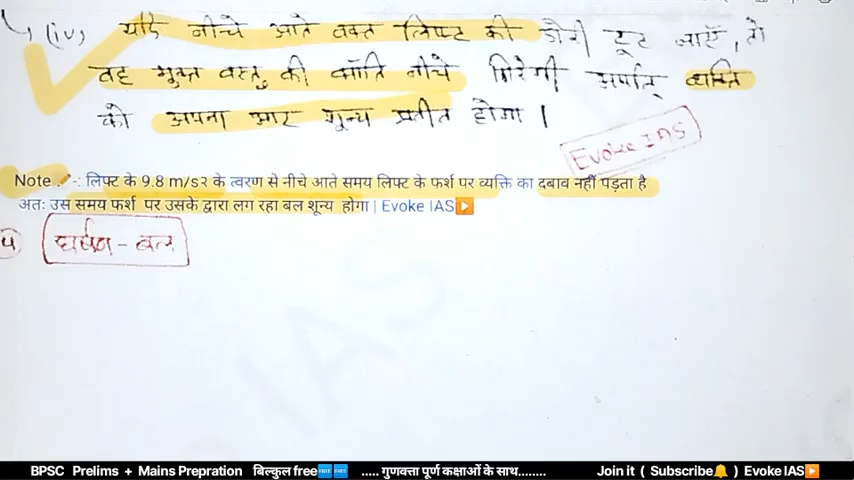 (iv) यदि नीचे आते वक्त लिफ्ट की डोरी टूट जाएँ, तो
वह मुक्त वस्तु की भाँति नीचे गिरेगी अर्थात् व्यक्ति
को अपना भार शून्य प्रतीत होगा।
Evoke IAS
Note -: लिफ्ट के 9.8 m/s२ के त्वरण से नीचे आते समय लिफ्ट के फर्श पर व्यक्ति का दबाव नहीं पड़ता है
अतः उस समय फर्श पर उसके द्वारा लग रहा बल शून्य होगा | Evoke IAS▶️
घर्षण - बल
BPSC Prelims + Mains Prepration बिल्कुल free🆓🆓 ..... गुणवत्ता पूर्ण कक्षाओं के साथ........ Join it ( Subscribe🔔 ) Evoke IAS▶️